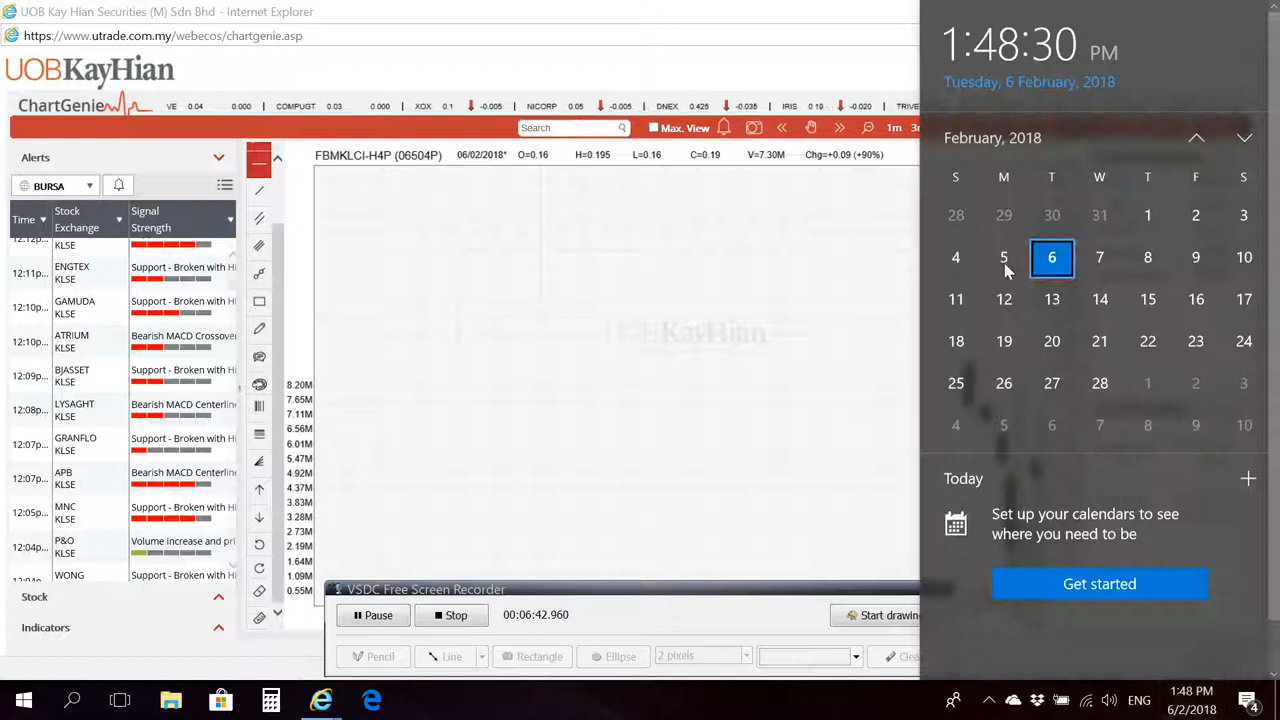 UOB Kay Hian Securities (M) Sdn Bhd - Internet Explorer
https://www.utrade.com.my/webecos/chartgenie.asp
UOBKayHian
ChartGenie
VE 0.04 0.000 | COMPUGT 0.03 0.000 | XOX 0.1 -0.005 | NICORP 0.05 -0.005 | DNEX 0.425 -0.035 | IRIS 0.19 -0.020 | TRIVE
Search
Max. View
1m
Alerts
BURSA
Time
Stock Exchange
Signal Strength
KLSE
12:11p... ENGTEX Support - Broken with Hi
KLSE
12:10p... GAMUDA Support - Broken with Hi
KLSE
12:10p... ATRIUM Bearish MACD Crossove
KLSE
12:09p... BJASSET Support - Broken with Hi
KLSE
12:08p... LYSAGHT Bearish MACD Centerlin
KLSE
12:07p... GRANFLO Support - Broken with Hi
KLSE
12:07p... APB Bearish MACD Centerlin
KLSE
12:05p... MNC Support - Broken with Hi
KLSE
12:04p... P&O Volume increase and pri
KLSE
WONG Support - Broken with Hi
Stock
Indicators
FBMKLCI-H4P (06504P) 06/02/2018* O=0.16 H=0.195 L=0.16 C=0.19 V=7.30M Chg=+0.09 (+90%)
KayHian
8.20M
7.65M
7.11M
6.56M
6.01M
5.47M
4.92M
4.37M
3.83M
3.28M
2.73M
2.19M
1.64M
1.09M
0.55M
VSDC Free Screen Recorder
Pause
Stop
00:06:42.960
Start drawin
Pencil
Line
Rectangle
Ellipse
2 pixels
Clea
1:48:30 PM
Tuesday, 6 February, 2018
February, 2018
S M T W T F S
28 29 30 31 1 2 3
4 5 6 7 8 9 10
11 12 13 14 15 16 17
18 19 20 21 22 23 24
25 26 27 28 1 2 3
4 5 6 7 8 9 10
Today
Set up your calendars to see
where you need to be
Get started
ENG
1:48 PM
6/2/2018
4